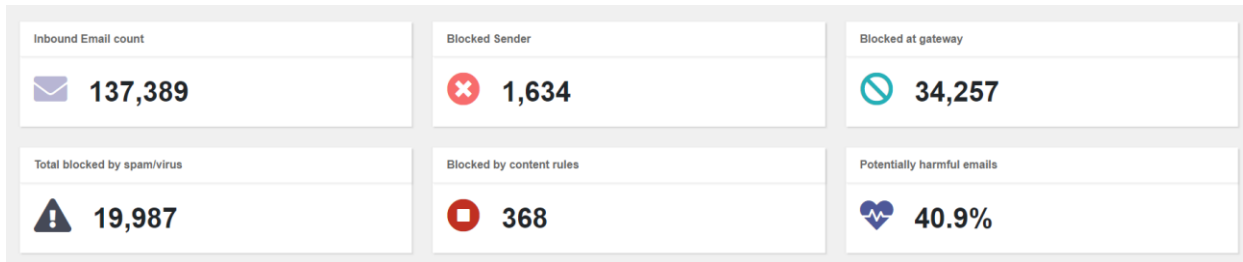 Inbound Email count
137,389
Blocked Sender
1,634
Blocked at gateway
34,257
Total blocked by spam/virus
19,987
Blocked by content rules
368
Potentially harmful emails
40.9%